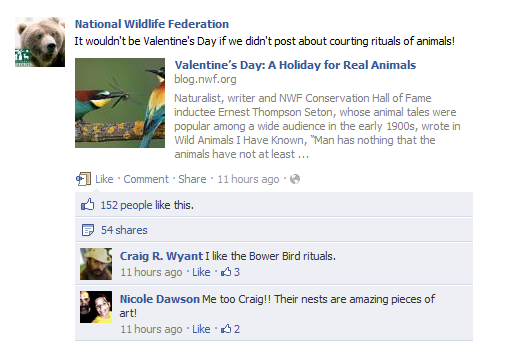 National Wildlife Federation
It wouldn't be Valentine's Day if we didn't post about courting rituals of animals!
Valentine’s Day: A Holiday for Real Animals
blog.nwf.org
Naturalist, writer and NWF Conservation Hall of Fame
inductee Ernest Thompson Seton, whose animal tales were
popular among a wide audience in the early 1900s, wrote in
Wild Animals I Have Known, “Man has nothing that the
animals have not at least ...
Like · Comment · Share · 11 hours ago ·
152 people like this.
54 shares
Craig R. Wyant I like the Bower Bird rituals.
11 hours ago · Like · 3
Nicole Dawson Me too Craig!! Their nests are amazing pieces of
art!
11 hours ago · Like · 2